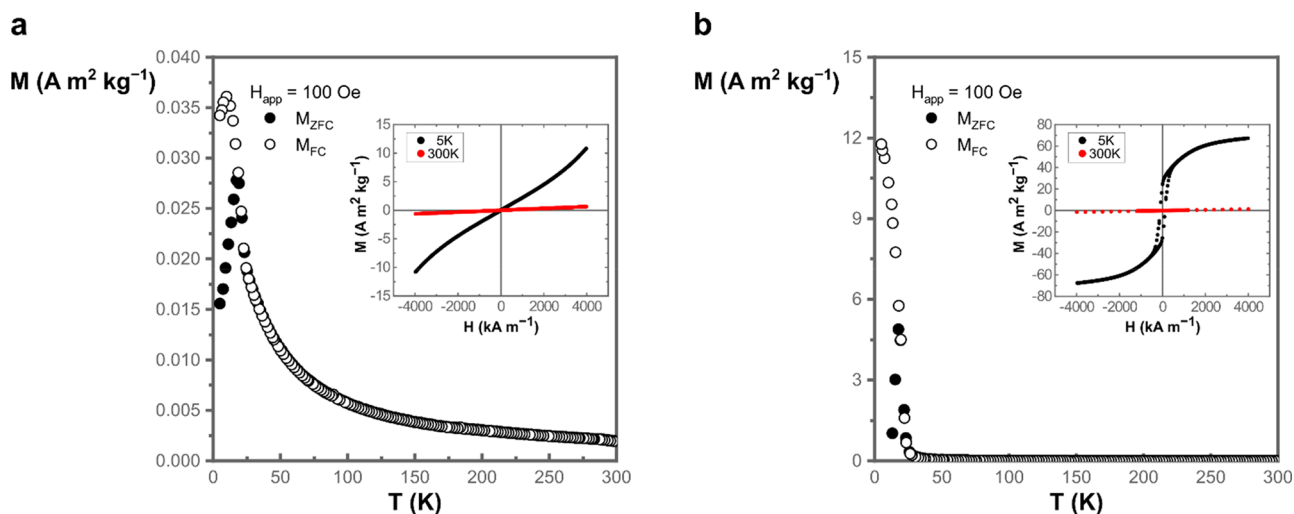 a
M (A m² kg⁻¹)
0.040
0.035
0.030
0.025
0.020
0.015
0.010
0.005
0.000
0 50 100 150 200 250 300
T (K)
H_app = 100 Oe
M_ZFC
M_FC
M (A m² kg⁻¹)
15
10
5
0
-5
-10
-15
5K
300K
-4000 -2000 0 2000 4000
H (kA m⁻¹)
b
M (A m² kg⁻¹)
15
12
9
6
3
0
0 50 100 150 200 250 300
T (K)
H_app = 100 Oe
M_ZFC
M_FC
M (A m² kg⁻¹)
80
60
40
20
0
-20
-40
-60
-80
5K
300K
-4000 -2000 0 2000 4000
H (kA m⁻¹)